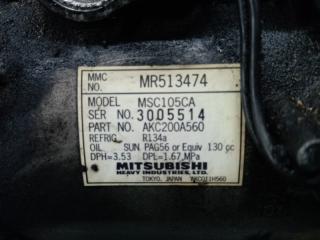 MMC NO. MR513474
MODEL MSC105CA
SER NO. 3005514
PART NO. AKC200A560
REFRIG. R134a
OIL SUN. PAG56 or Equiv 130 cc
DPH=3.53 DPL=1.67,MPa
MITSUBISHI
HEAVY INDUSTRIES, LTD.
TOKYO, JAPAN AKC011H560